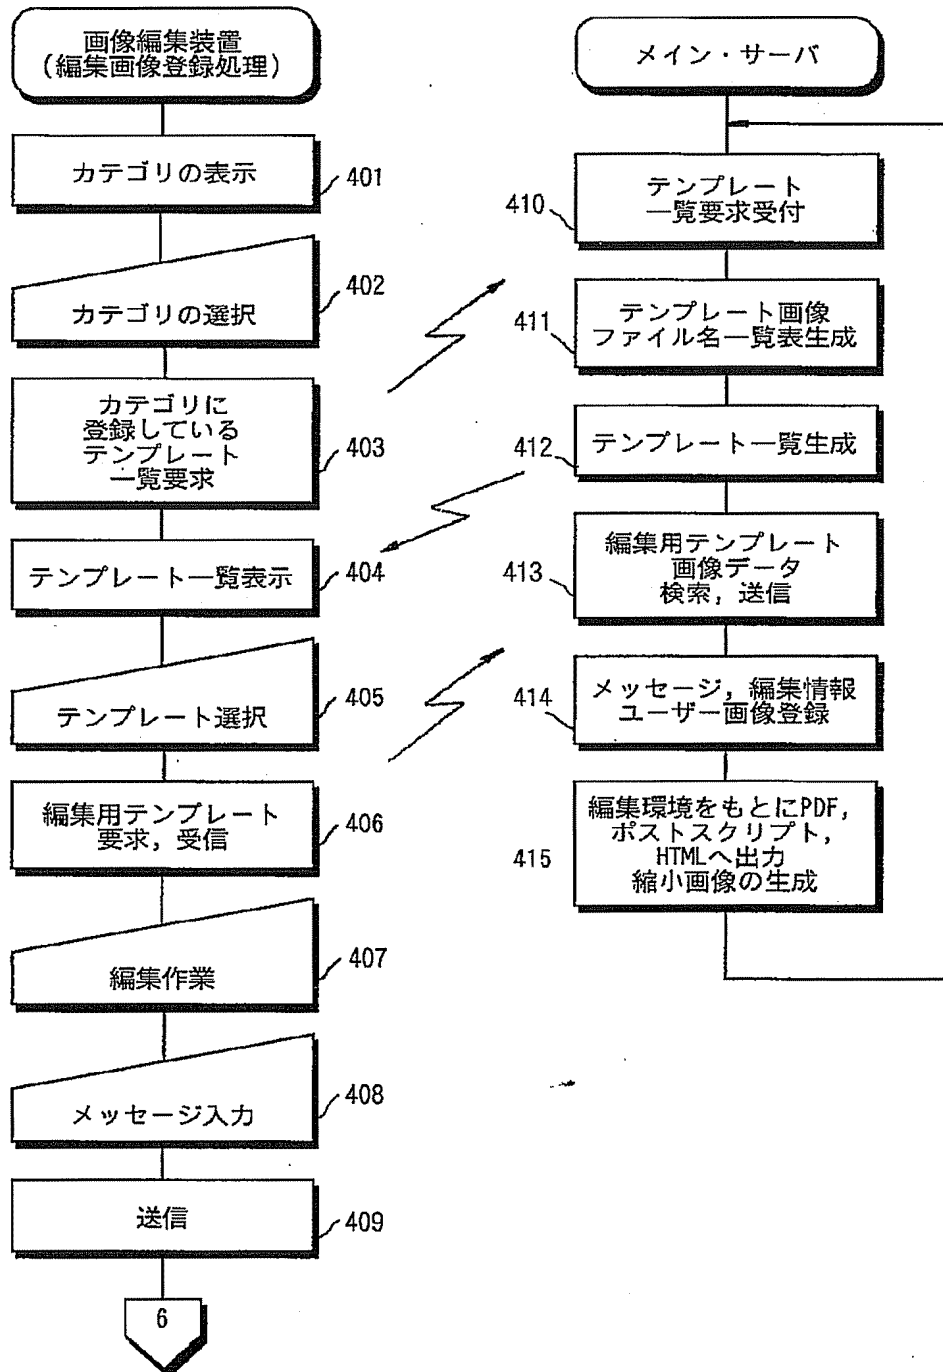 画像編集装置
(編集画像登録処理)
カテゴリの表示
401
カテゴリの選択
402
カテゴリに
登録している
テンプレート
一覧要求
403
テンプレート一覧表示
404
テンプレート選択
405
編集用テンプレート
要求,受信
406
編集作業
407
メッセージ入力
408
送信
409
6
メイン・サーバ
テンプレート
一覧要求受付
410
テンプレート画像
ファイル名一覧表生成
411
テンプレート一覧生成
412
編集用テンプレート
画像データ
検索,送信
413
メッセージ,編集情報
ユーザー画像登録
414
編集環境をもとにPDF,
ポストスクリプト,
HTMLへ出力
縮小画像の生成
415